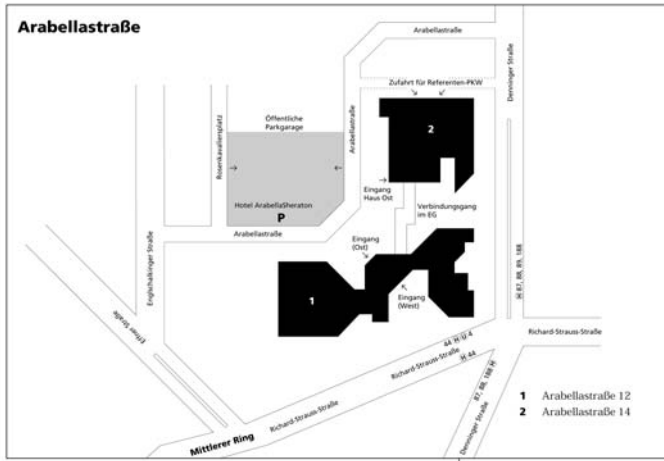 Arabellastraße
Arabellastraße
Zufahrt für Referenten-PKW
Denninger Straße
Rosenkavaliersplatz
Öffentliche
Parkgarage
Arabellastraße
2
Hotel ArabellaSheraton
P
Eingang
Haus Ost
Verbindungsgang
im EG
Arabellastraße
Englschalkinger Straße
Eingang
(Ost)
H 87, 88, 89, 188
1
Eingang
(West)
Effner Straße
Richard-Strauss-Straße
44 H U 4
Richard-Strauss-Straße
H 44
87, 88, 188 H
Richard-Strauss-Straße
Mittlerer Ring
Denninger Straße
1 Arabellastraße 12
2 Arabellastraße 14